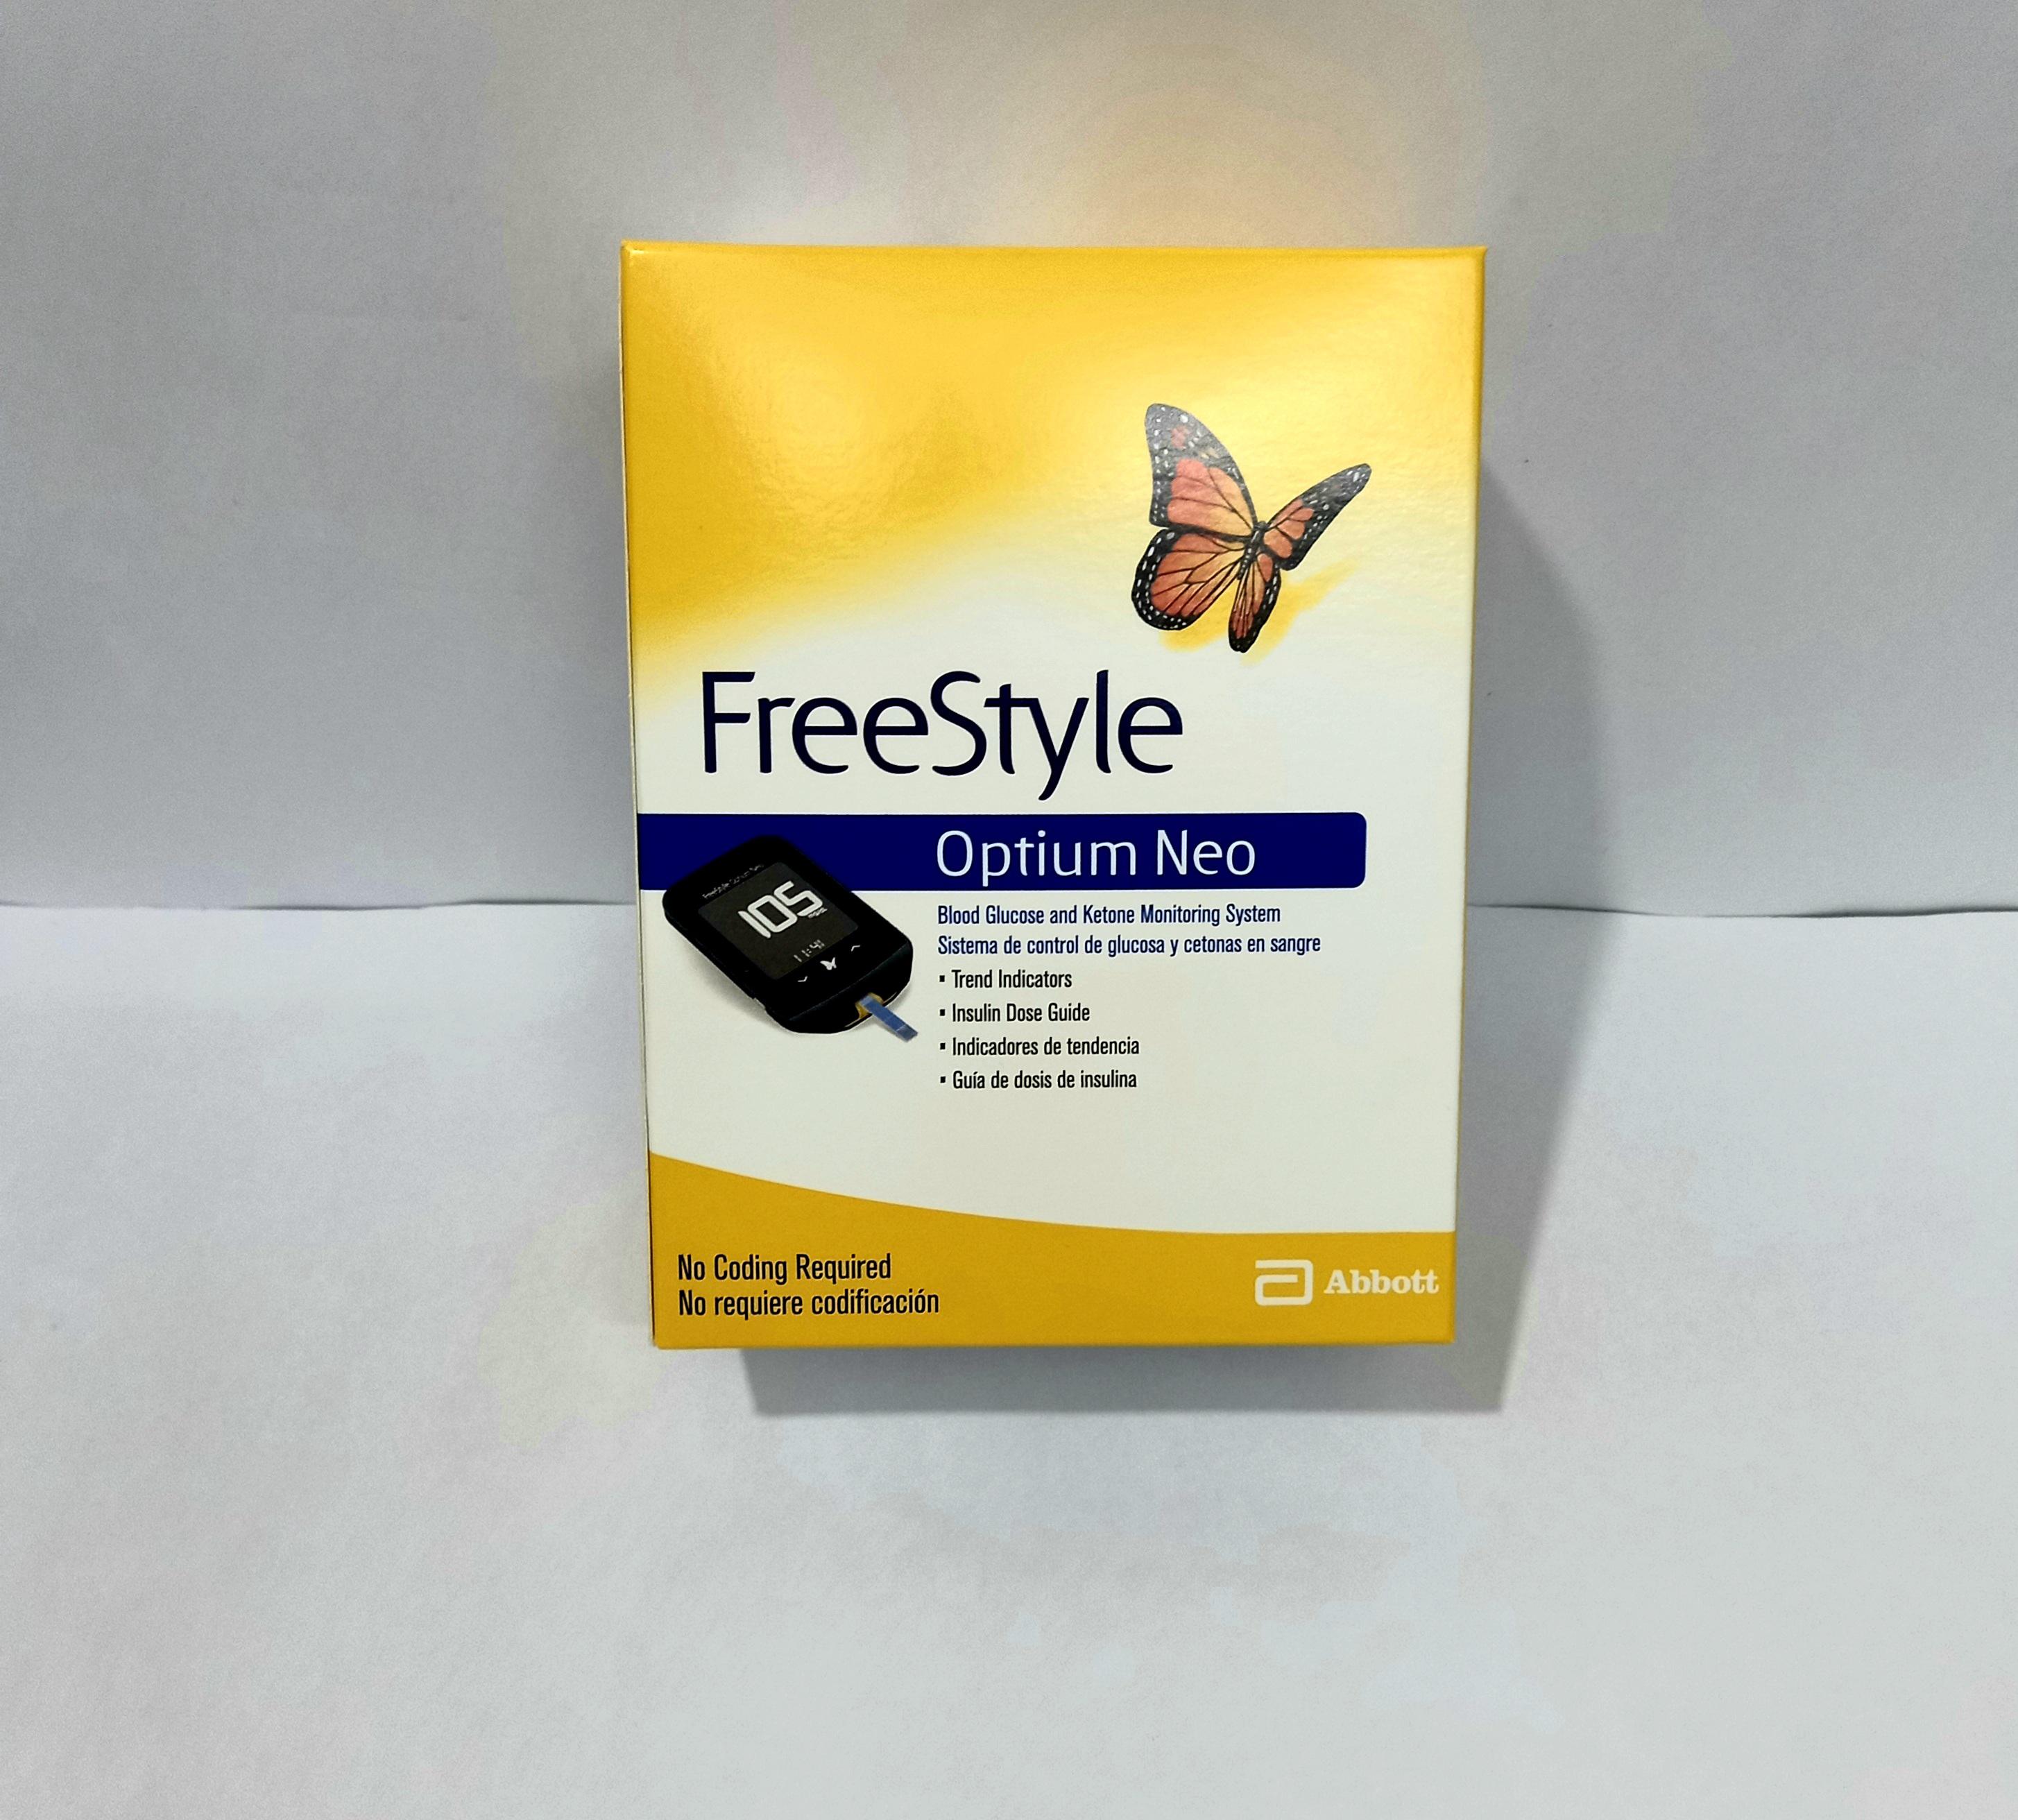 FreeStyle
Optium Neo
105
mg/dL
Blood Glucose and Ketone Monitoring System
Sistema de control de glucosa y cetonas en sangre
▪ Trend Indicators
▪ Insulin Dose Guide
▪ Indicadores de tendencia
▪ Guía de dosis de insulina
No Coding Required
No requiere codificación
Abbott